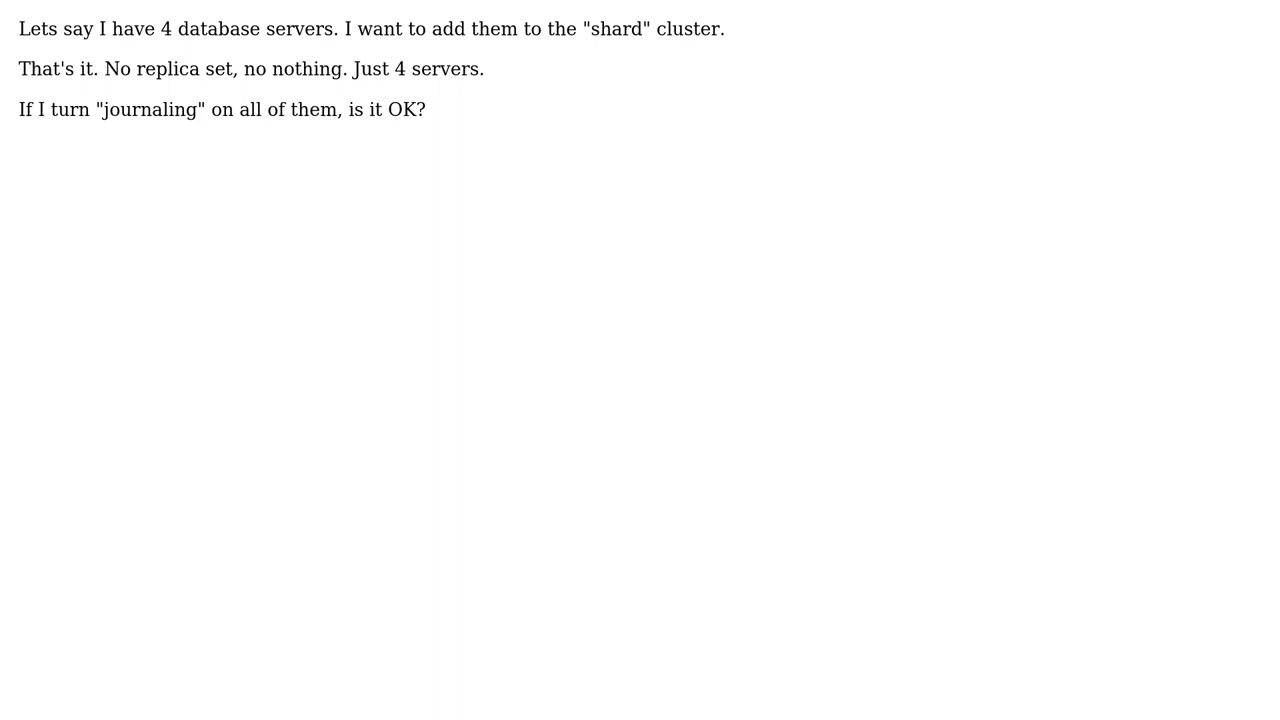 Lets say I have 4 database servers. I want to add them to the "shard" cluster.
That's it. No replica set, no nothing. Just 4 servers.
If I turn "journaling" on all of them, is it OK?